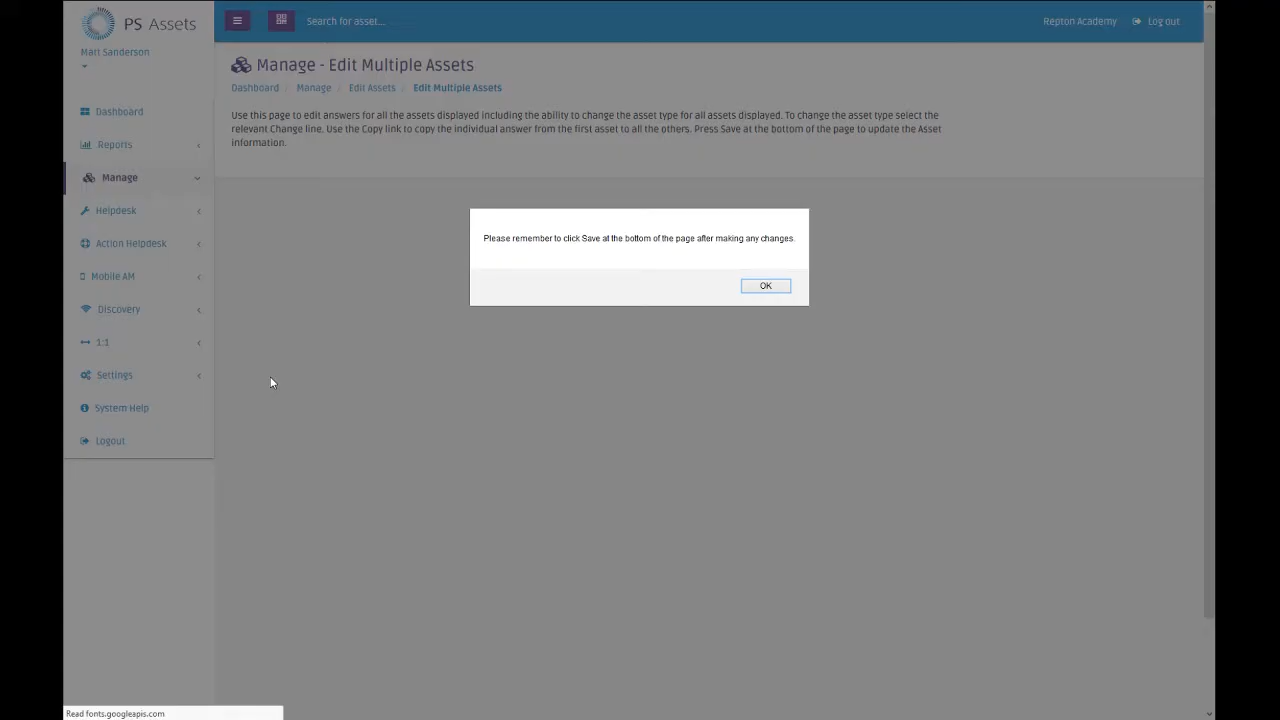 PS Assets
Matt Sanderson
Search for asset....
Repton Academy
Log out
Manage - Edit Multiple Assets
Dashboard / Manage / Edit Assets / Edit Multiple Assets
Use this page to edit answers for all the assets displayed including the ability to change the asset type for all assets displayed. To change the asset type select the
relevant Change line. Use the Copy link to copy the individual answer from the first asset to all the others. Press Save at the bottom of the page to update the Asset
information.
Dashboard
Reports
Manage
Helpdesk
Action Helpdesk
Mobile AM
Discovery
1:1
Settings
System Help
Logout
Please remember to click Save at the bottom of the page after making any changes.
OK
Read fonts.googleapis.com